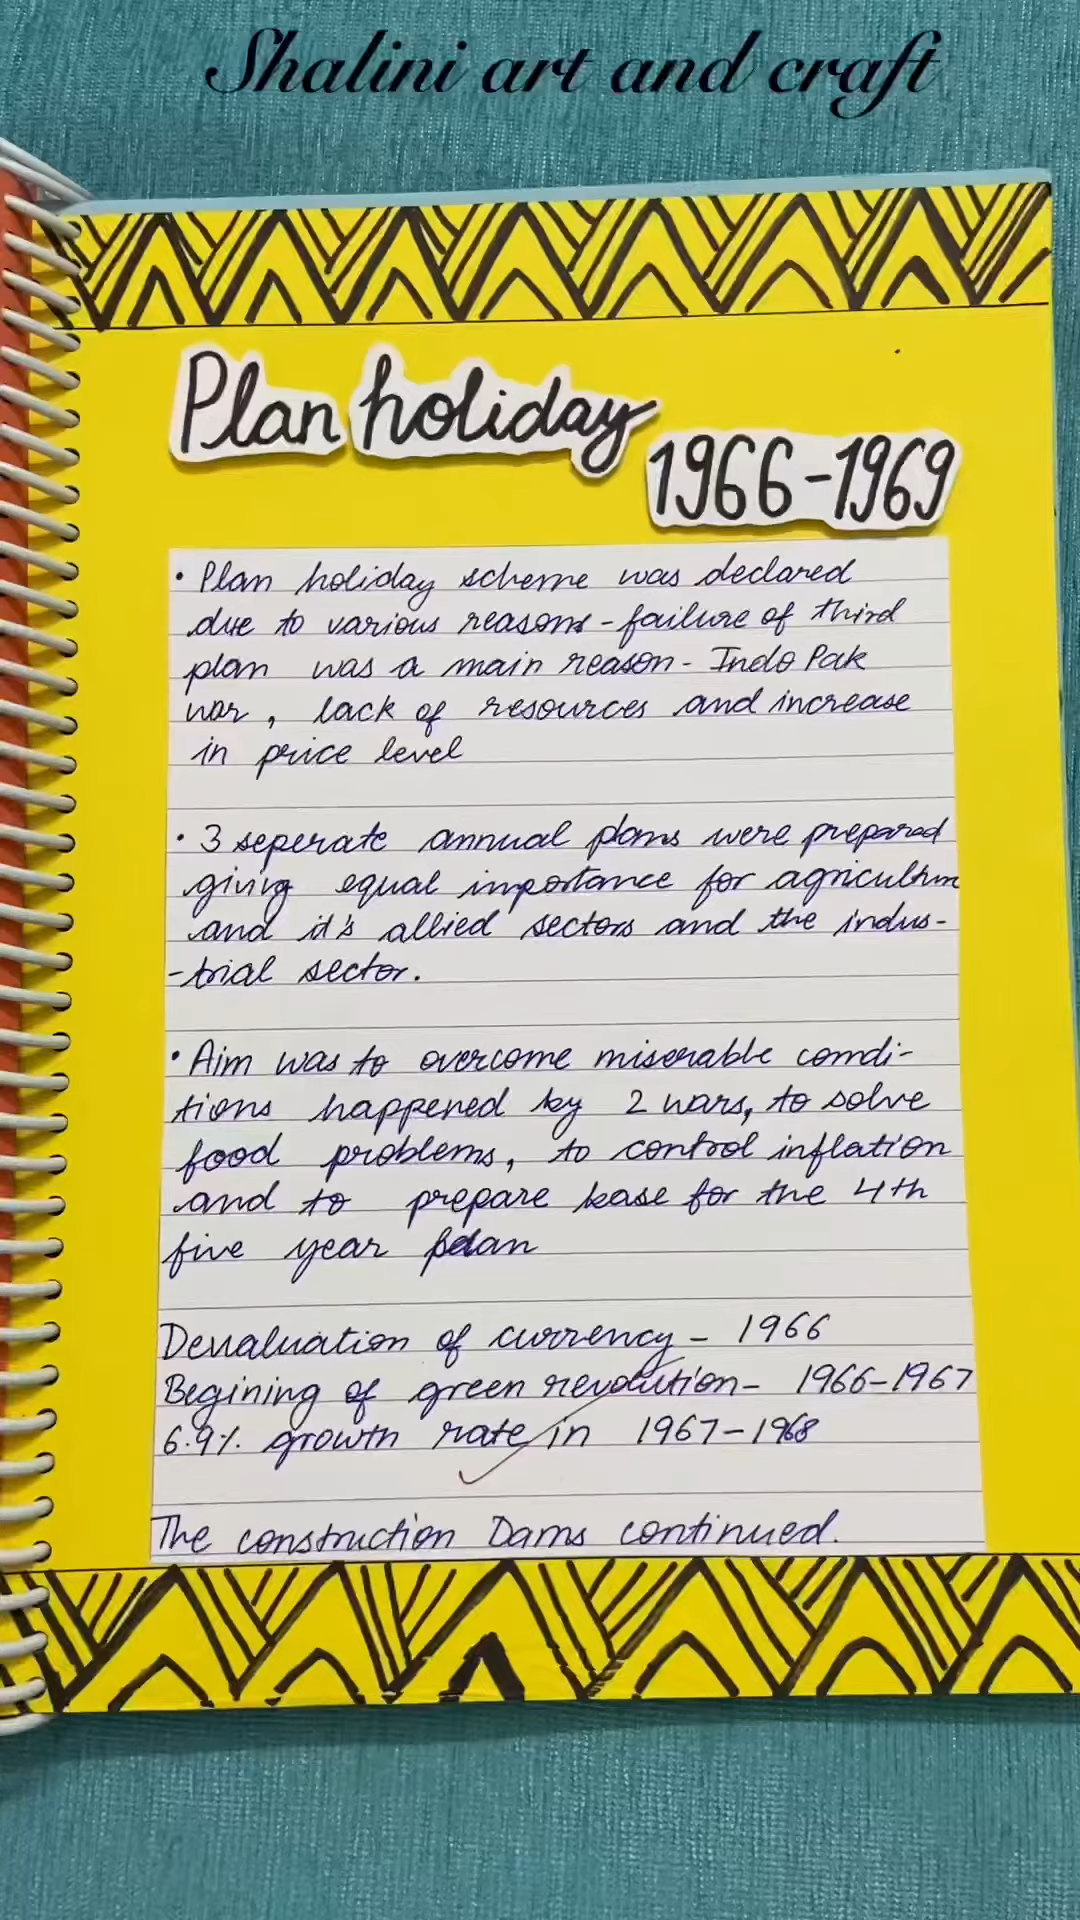 Shalini art and craft
Plan holiday
1966-1969
• Plan holiday scheme was declared
due to various reasons - failure of third
plan was a main reason - Indo Pak
war, lack of resources and increase
in price level
• 3 seperate annual plans were prepared
giving equal importance for agriculture
and it's allied sectors and the indus-
-trial sector.
• Aim was to overcome miserable condi-
tions happened by 2 wars, to solve
food problems, to control inflation
and to prepare base for the 4th
five year plan
Devaluation of currency - 1966
Begining of green revolution - 1966-1967
6.9% growth rate in 1967-1968
The construction Dams continued.